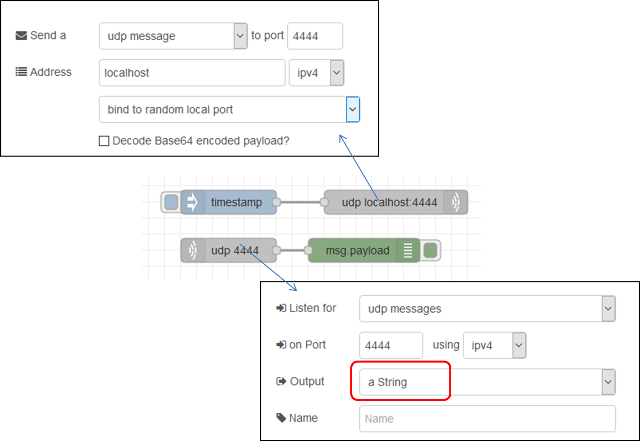 Send a udp message to port 4444
Address localhost ipv4
bind to random local port
Decode Base64 encoded payload?
timestamp udp localhost:4444
udp 4444 msg.payload
Listen for udp messages
on Port 4444 using ipv4
Output a String
Name Name